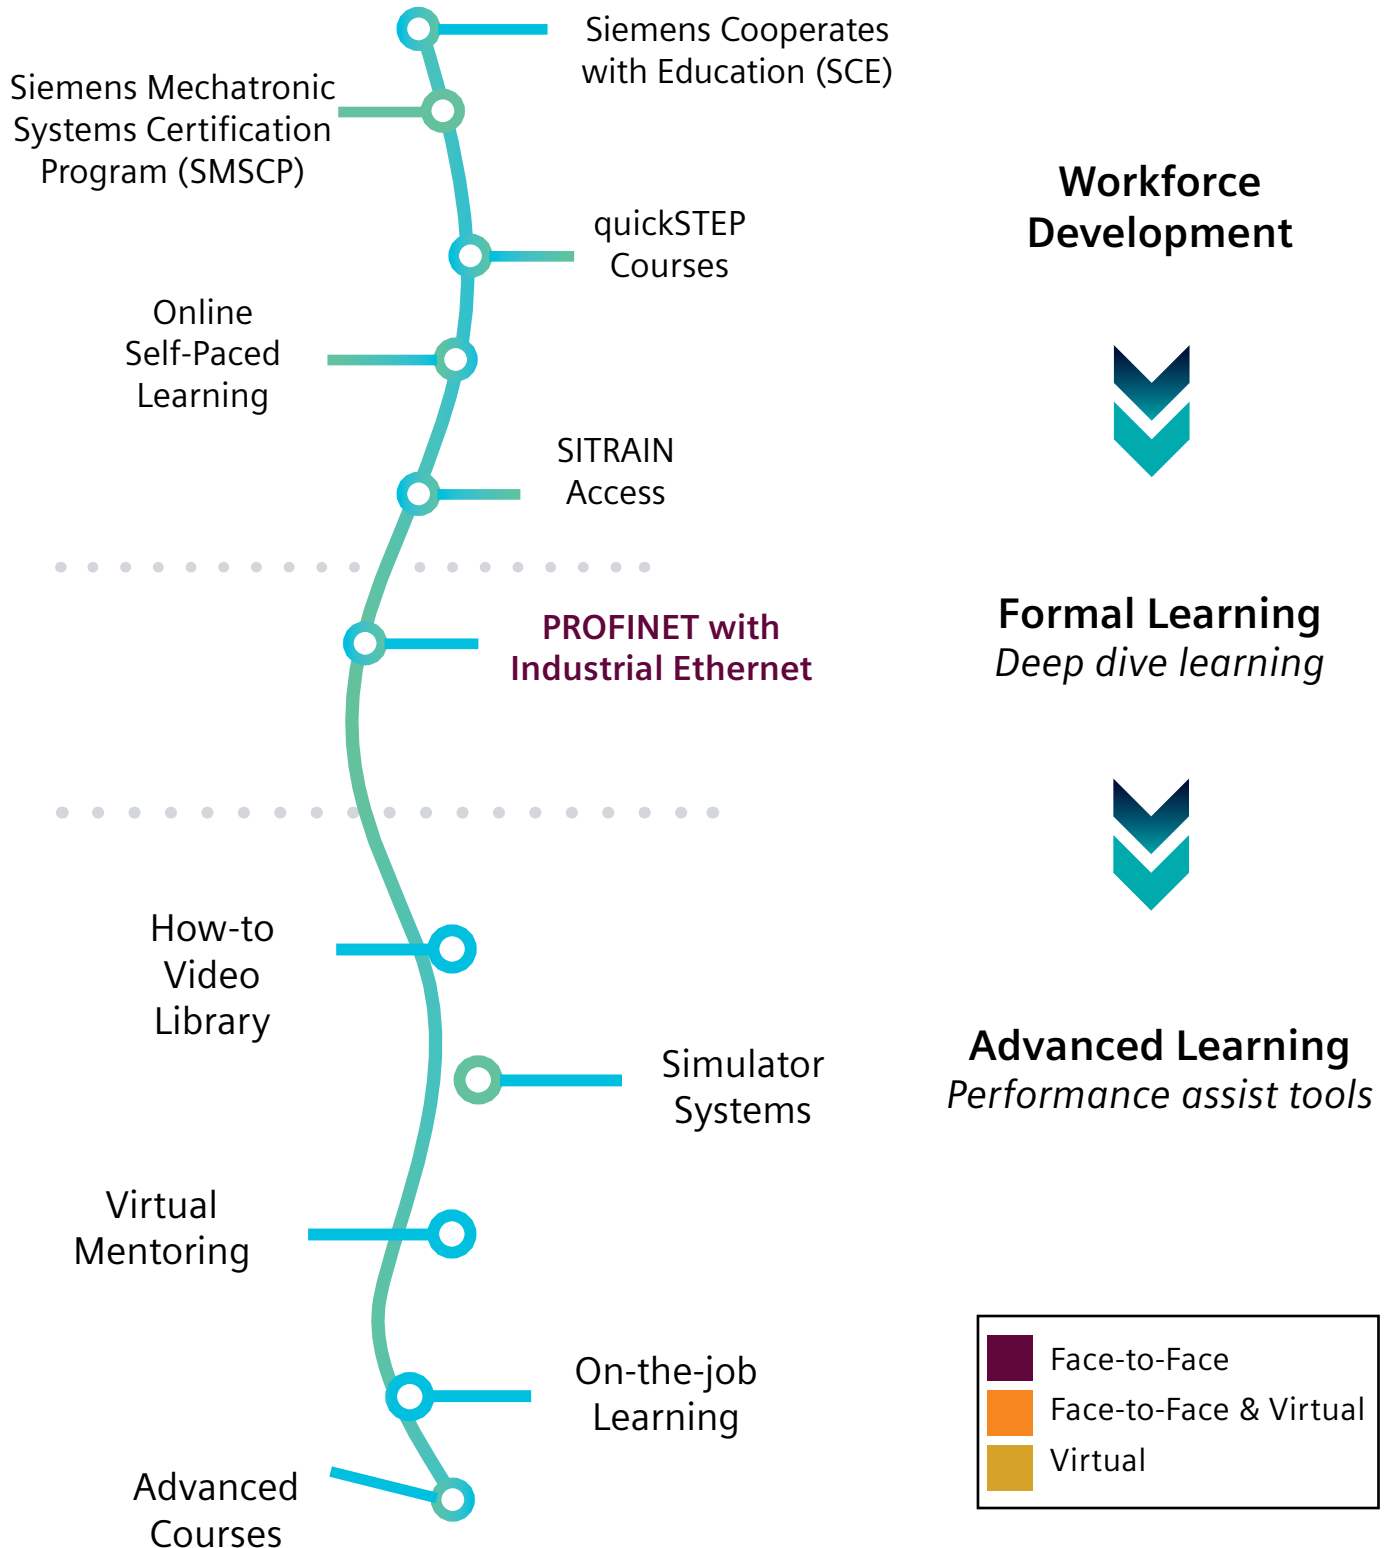 Siemens Cooperates
with Education (SCE)
Siemens Mechatronic
Systems Certification
Program (SMSCP)
quickSTEP
Courses
Online
Self-Paced
Learning
SITRAIN
Access
Workforce
Development
PROFINET with
Industrial Ethernet
Formal Learning
Deep dive learning
How-to
Video
Library
Simulator
Systems
Virtual
Mentoring
On-the-job
Learning
Advanced
Courses
Advanced Learning
Performance assist tools
Face-to-Face
Face-to-Face & Virtual
Virtual